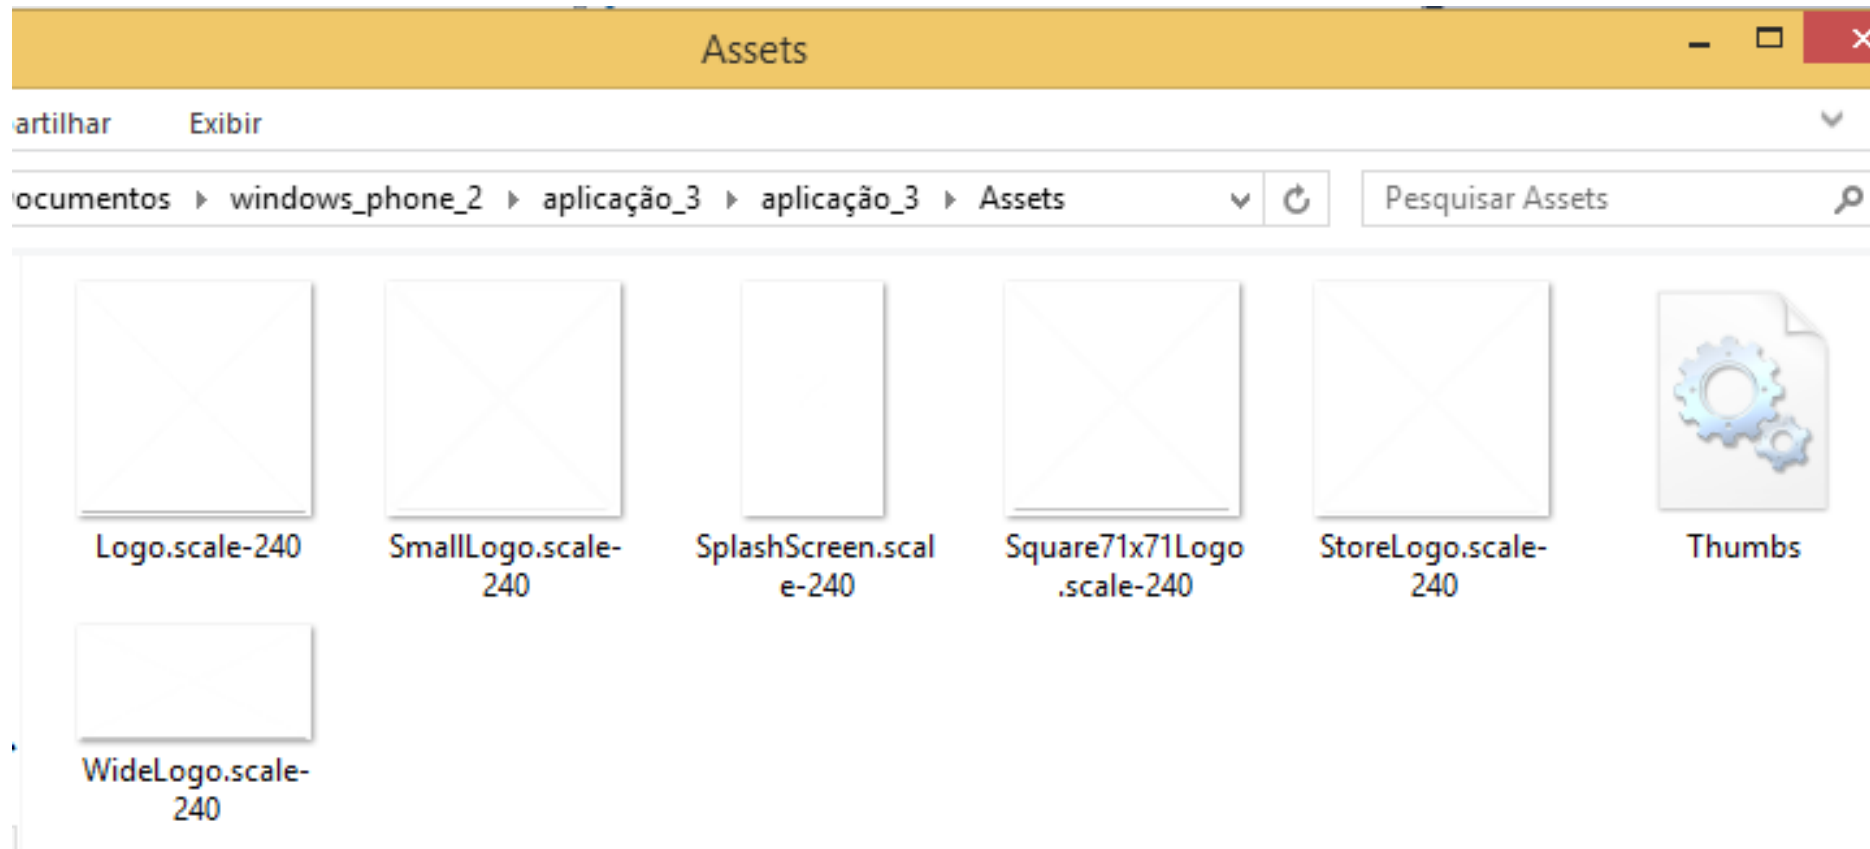 Assets
artilhar Exibir
ocumentos windows_phone_2 aplicação_3 aplicação_3 Assets Pesquisar Assets
Logo.scale-240 SmallLogo.scale- SplashScreen.scal Square71x71Logo StoreLogo.scale- Thumbs
240 e-240 .scale-240 240
WideLogo.scale-
240